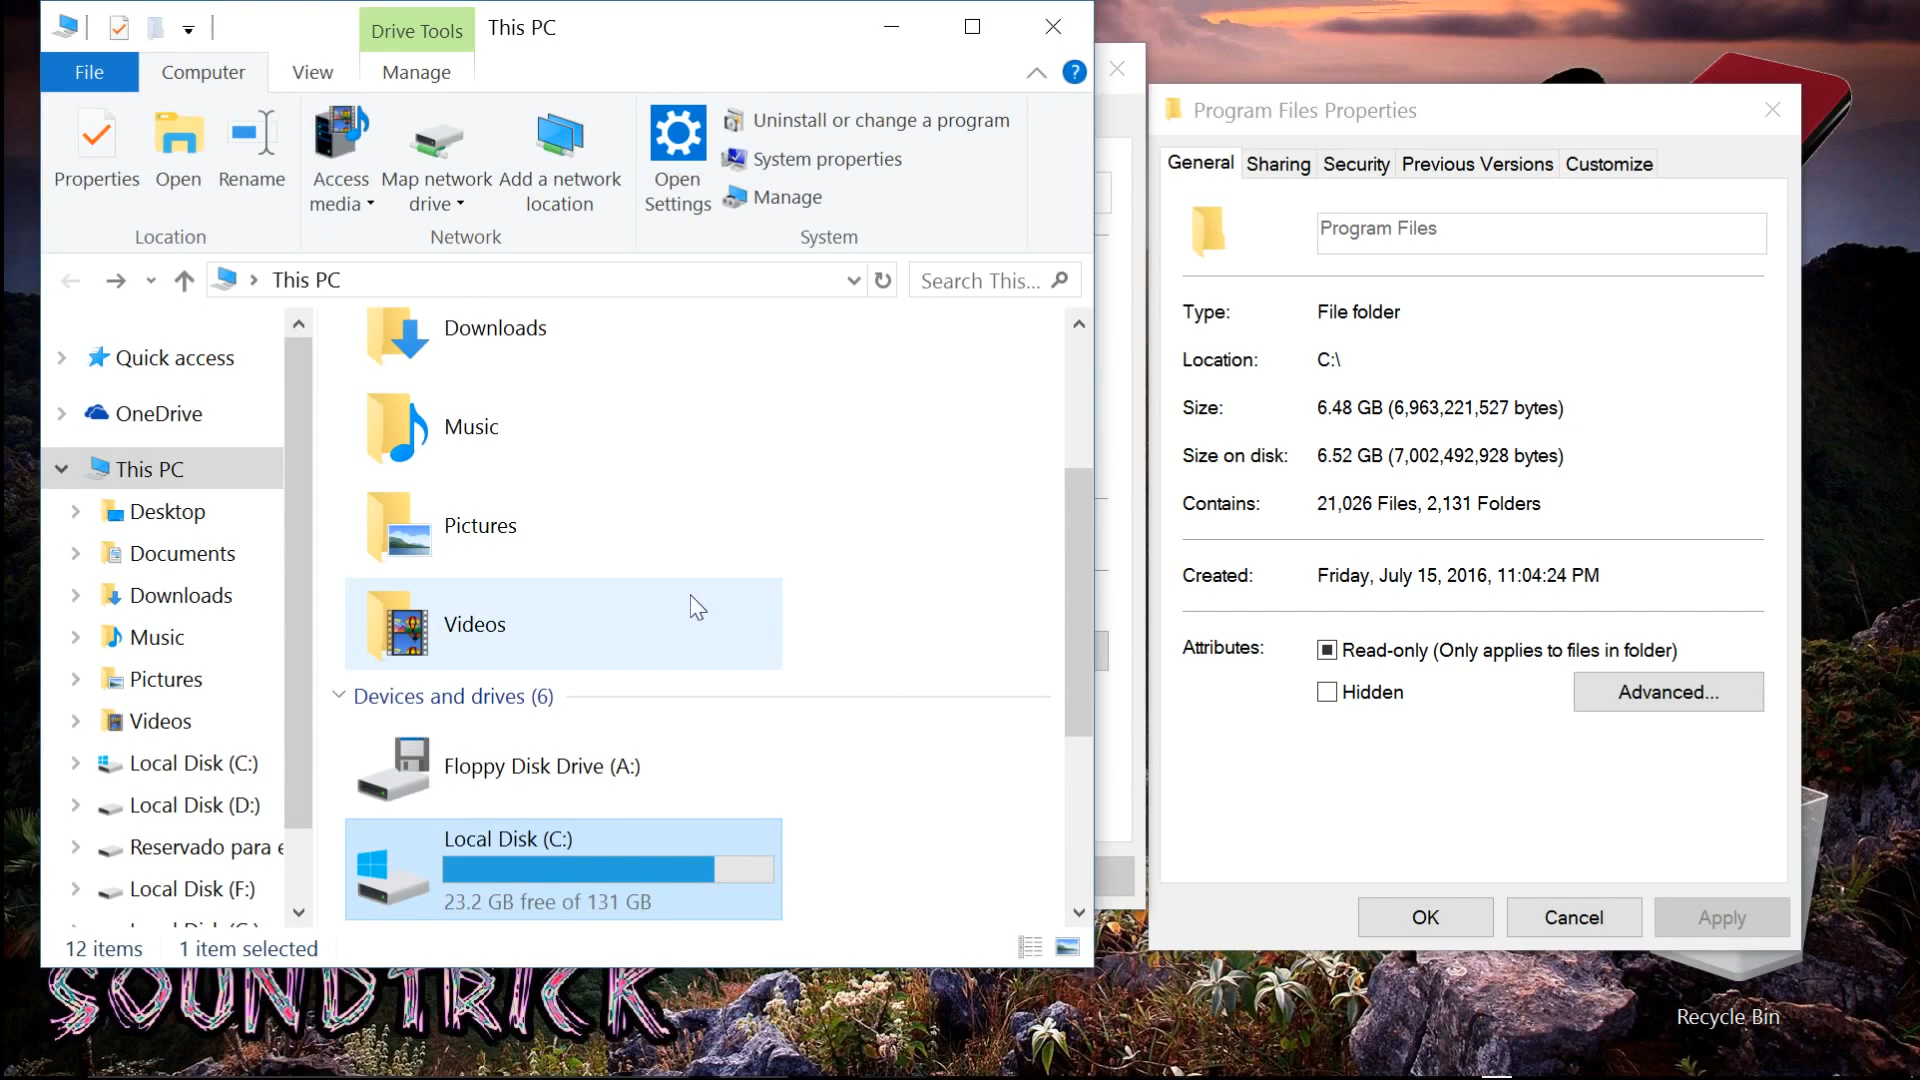 Drive Tools
This PC
File
Computer
View
Manage
?
Properties
Open
Rename
Access media
Map network drive
Add a network location
Open Settings
Uninstall or change a program
System properties
Manage
Location
Network
System
This PC
Search This...
Quick access
OneDrive
This PC
Desktop
Documents
Downloads
Music
Pictures
Videos
Local Disk (C:)
Local Disk (D:)
Reservado para e
Local Disk (F:)
Downloads
Music
Pictures
Videos
Devices and drives (6)
Floppy Disk Drive (A:)
Local Disk (C:)
23.2 GB free of 131 GB
12 items
1 item selected
Program Files Properties
General
Sharing
Security
Previous Versions
Customize
Program Files
Type: File folder
Location: C:\
Size: 6.48 GB (6,963,221,527 bytes)
Size on disk: 6.52 GB (7,002,492,928 bytes)
Contains: 21,026 Files, 2,131 Folders
Created: Friday, July 15, 2016, 11:04:24 PM
Attributes: Read-only (Only applies to files in folder)
Hidden
Advanced...
OK
Cancel
Apply
SOUNDTRICK
Recycle Bin